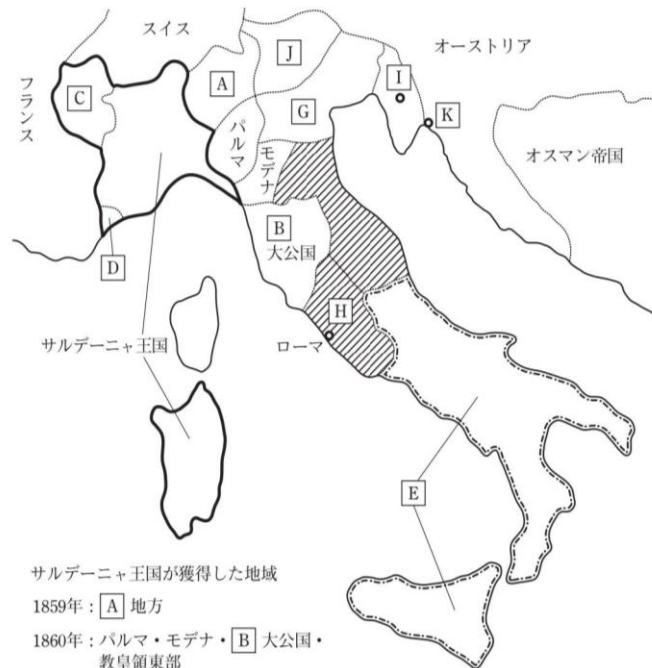 スイス
オーストリア
フランス
J
A
I
C
G
K
パルマ
モデナ
オスマン帝国
B
大公国
D
H
サルデーニャ王国
ローマ
E
サルデーニャ王国が獲得した地域
1859年：A 地方
1860年：パルマ・モデナ・B 大公国・
教皇領東部